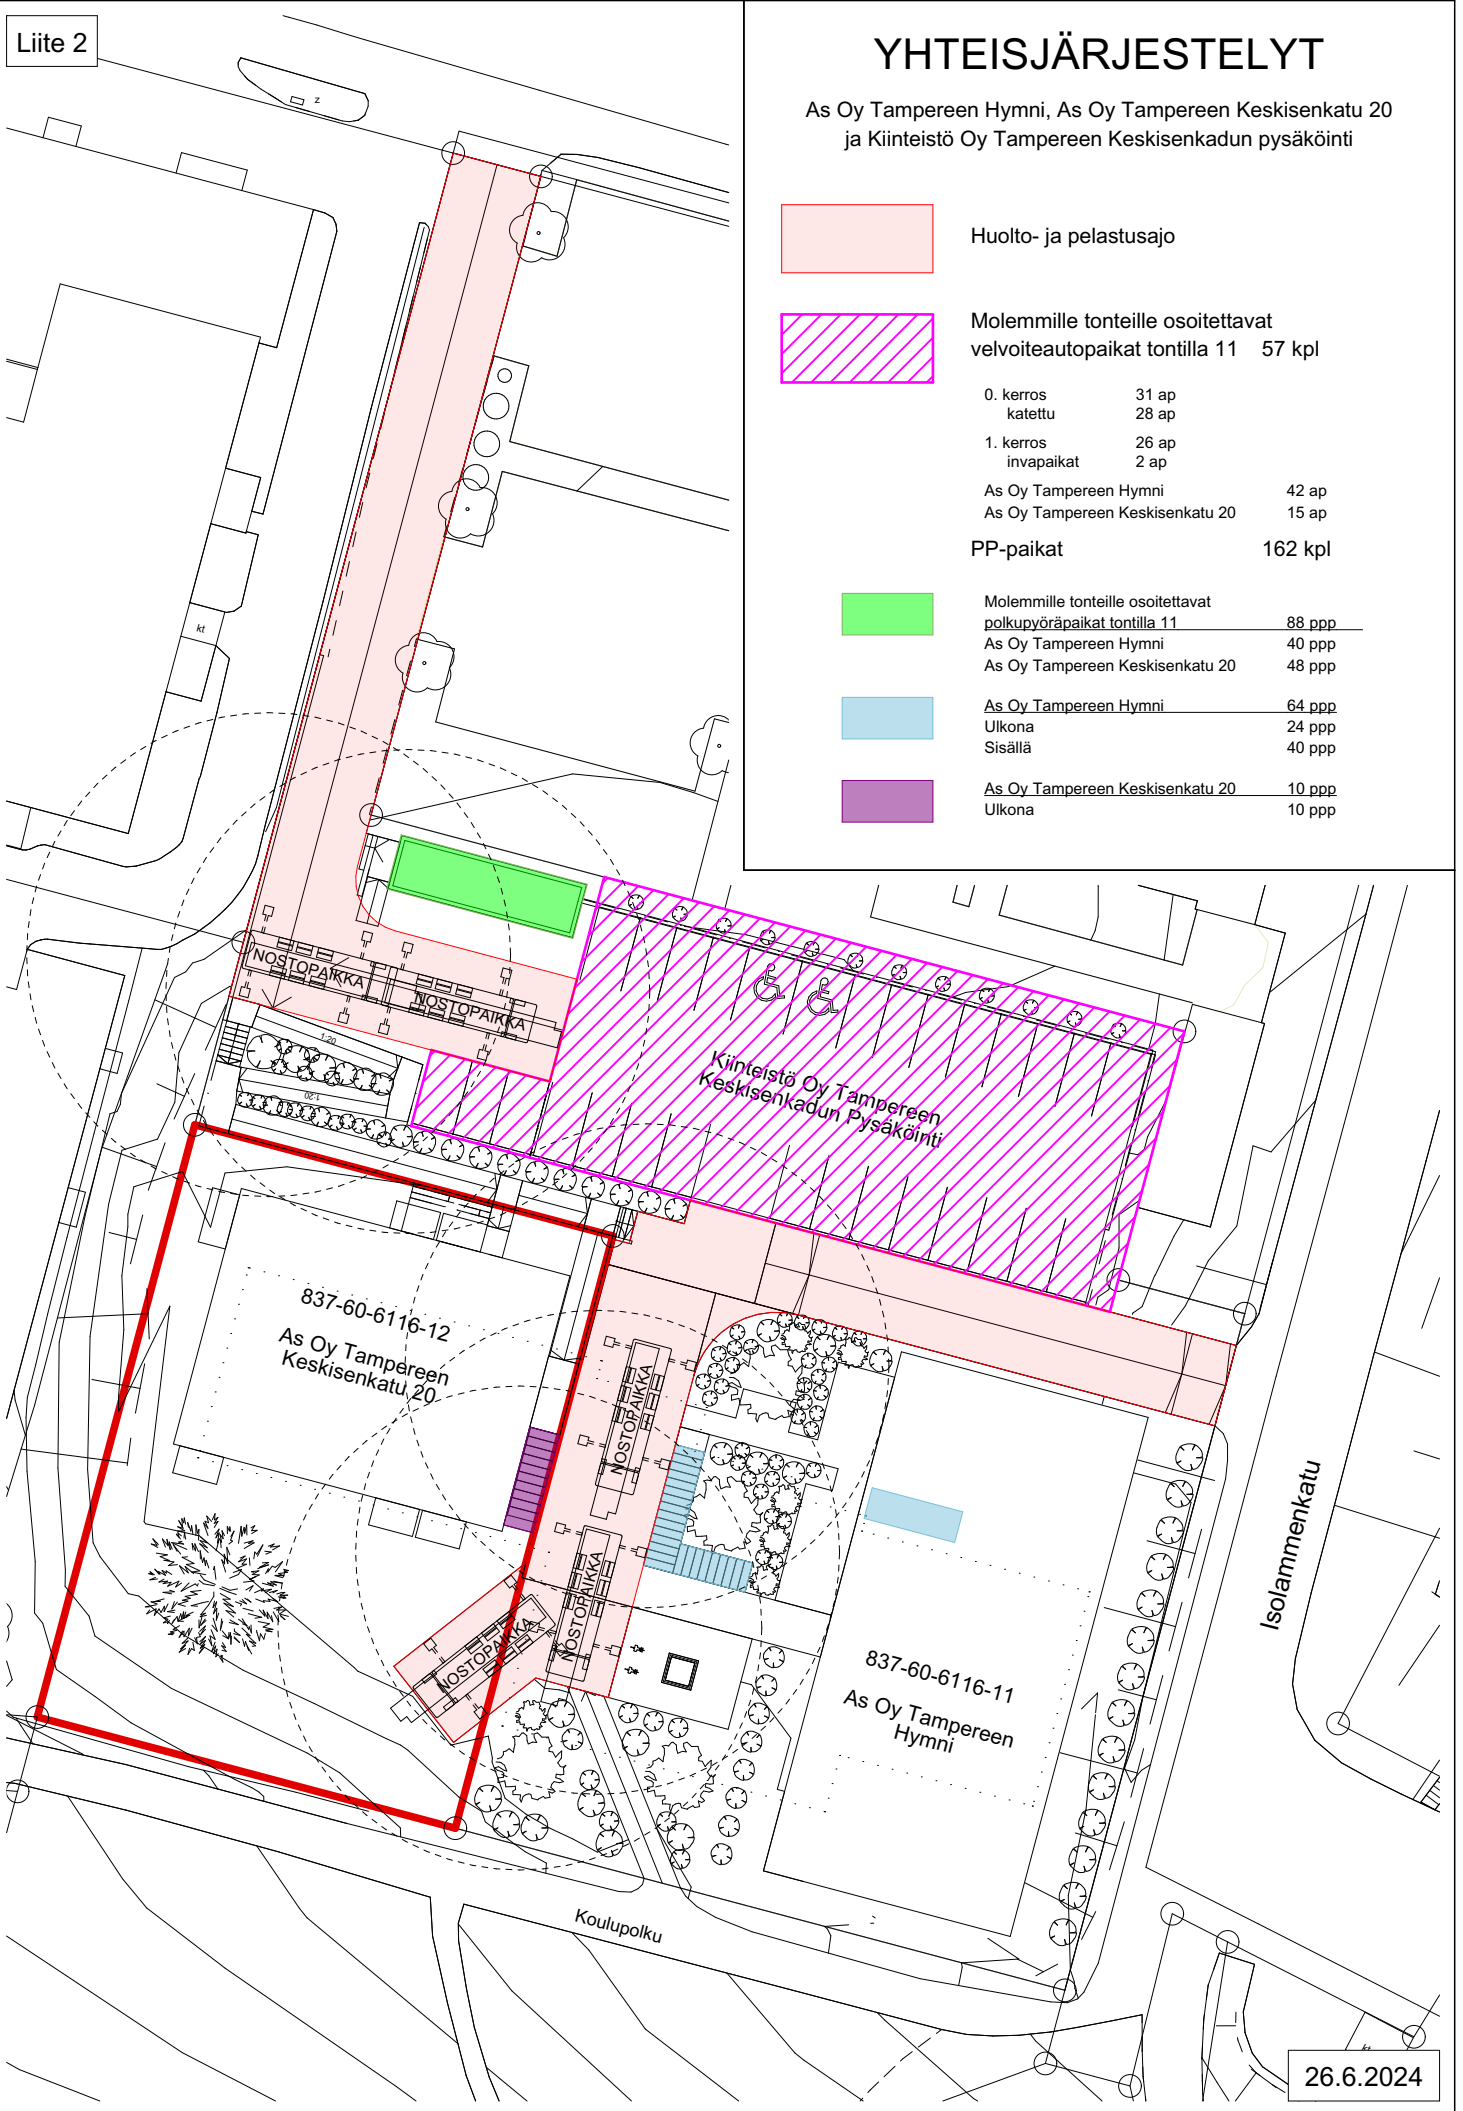 Liite 2
YHTEISJÄRJESTELYT
As Oy Tampereen Hymni, As Oy Tampereen Keskisenkatu 20
ja Kiinteistö Oy Tampereen Keskisenkadun pysäköinti
Huolto- ja pelastusajo
Molemmille tonteille osoitettavat
velvoiteautopaikat tontilla 11 57 kpl
0. kerros 31 ap
katettu 28 ap
1. kerros 26 ap
invapaikat 2 ap
As Oy Tampereen Hymni 42 ap
As Oy Tampereen Keskisenkatu 20 15 ap
PP-paikat 162 kpl
Molemmille tonteille osoitettavat
polkupyöräpaikat tontilla 11 88 ppp
As Oy Tampereen Hymni 40 ppp
As Oy Tampereen Keskisenkatu 20 48 ppp
As Oy Tampereen Hymni 64 ppp
Ulkona 24 ppp
Sisällä 40 ppp
As Oy Tampereen Keskisenkatu 20 10 ppp
Ulkona 10 ppp
z
kt
NOSTOPAIKKA
NOSTOPAIKKA
1:20
1:20
Kiinteistö Oy Tampereen
Keskisenkadun Pysäköinti
837-60-6116-12
As Oy Tampereen
Keskisenkatu 20
NOSTOPAIKKA
NOSTOPAIKKA
NOSTOPAIKKA
Isolammenkatu
837-60-6116-11
As Oy Tampereen
Hymni
Koulupolku
26.6.2024